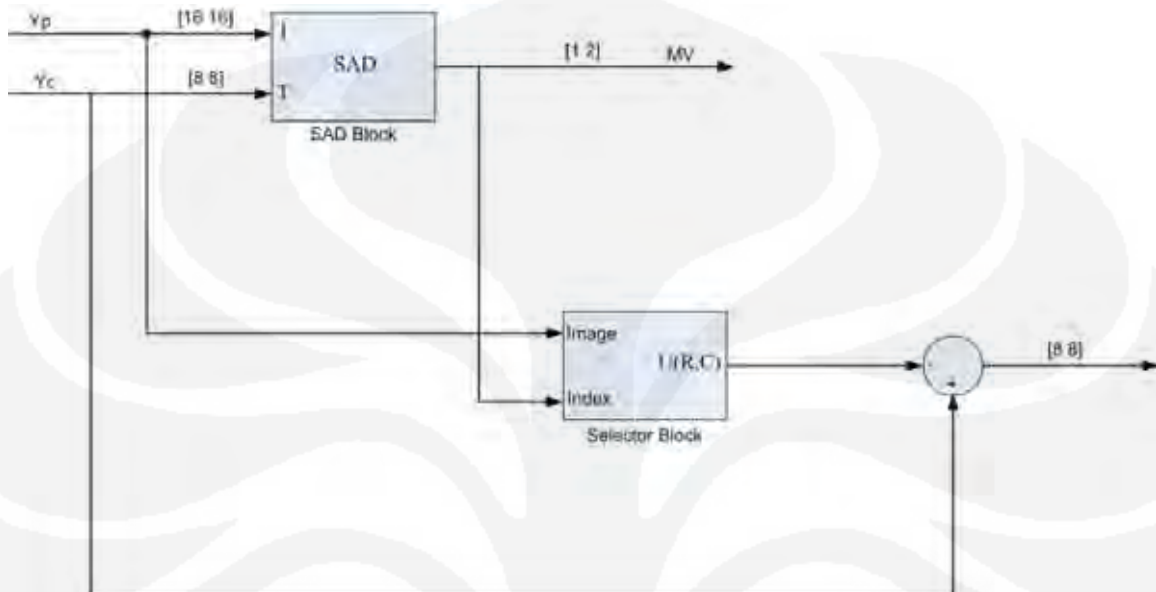 Yp [16 16] I
SAD
[1 2] MV
Yc [8 8] T
SAD Block
Image
U(R,C)
Index
Selector Block
-
+
[8 8]